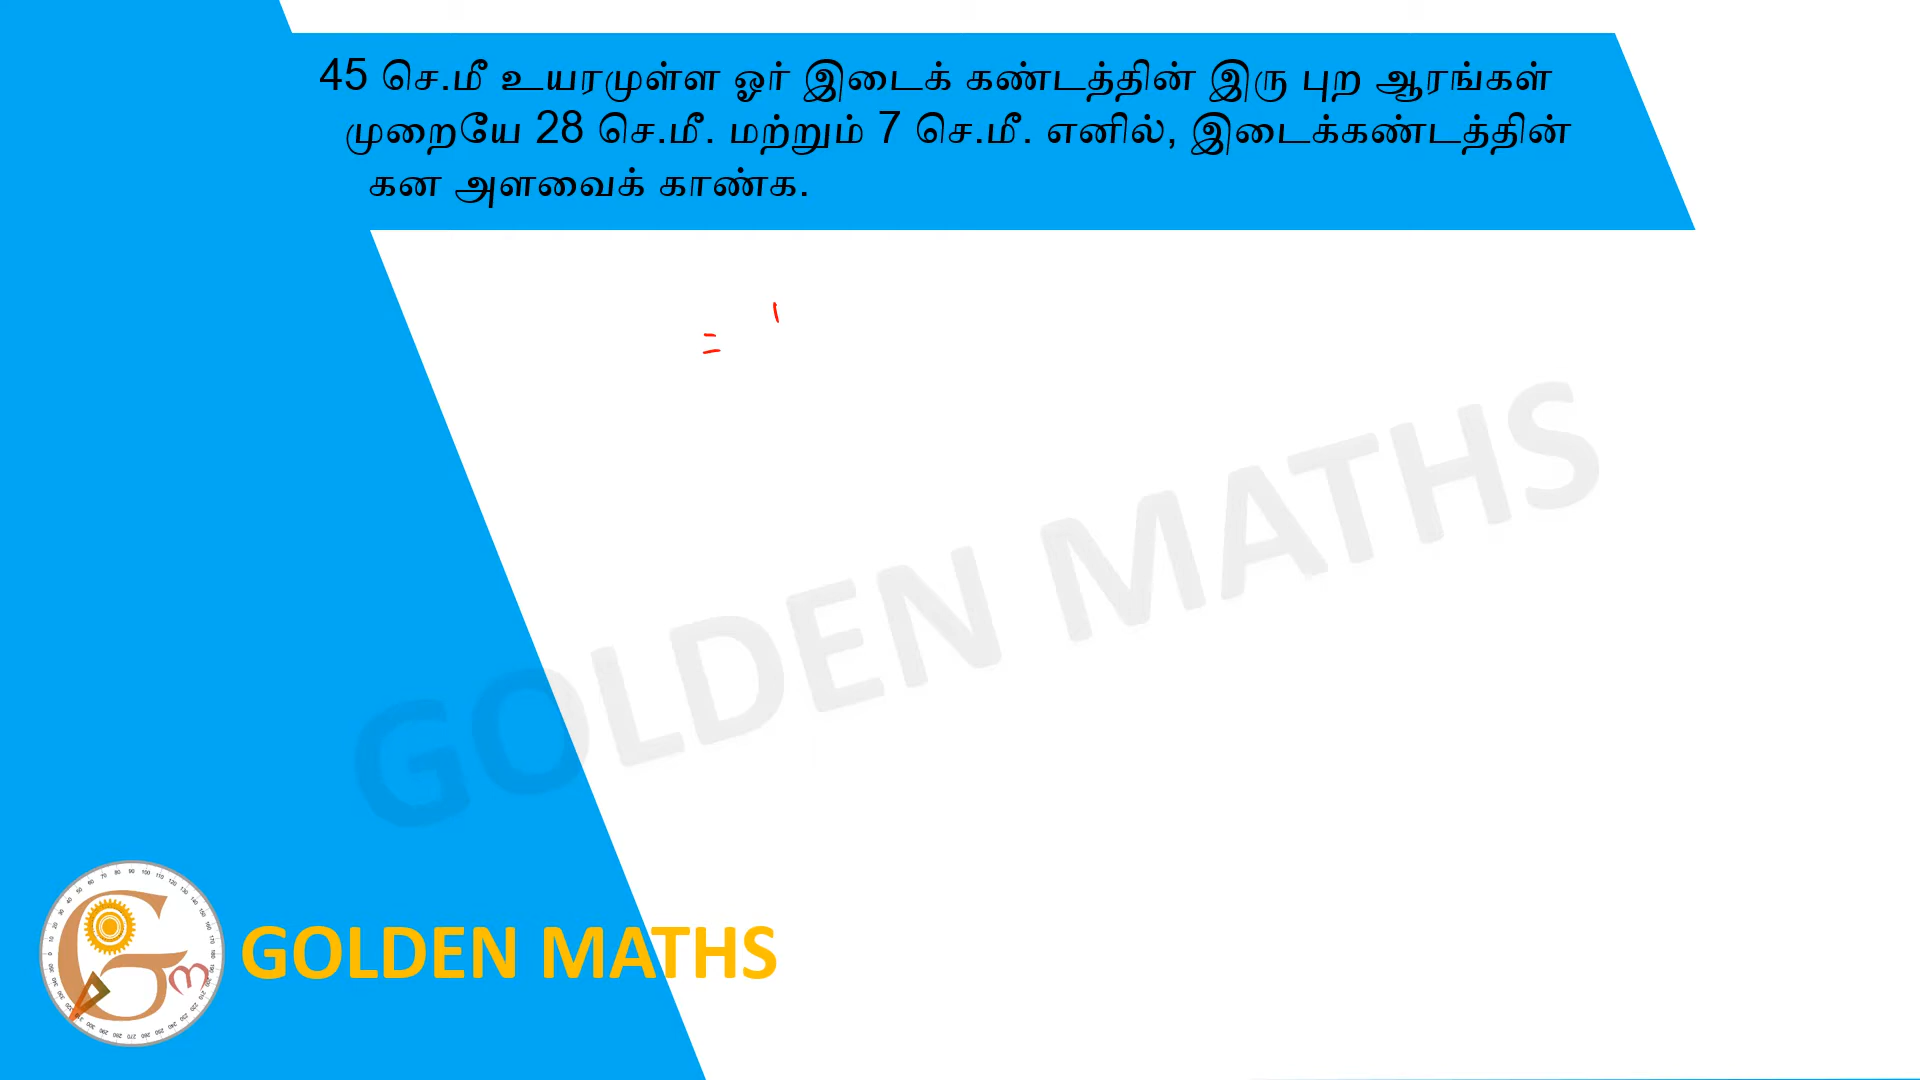 45 செ.மீ உயரமுள்ள ஓர் இடைக் கண்டத்தின் இரு புற ஆரங்கள்
முறையே 28 செ.மீ. மற்றும் 7 செ.மீ. எனில், இடைக்கண்டத்தின்
கன அளவைக் காண்க.
=
GOLDEN MATHS
GOLDEN MATHS